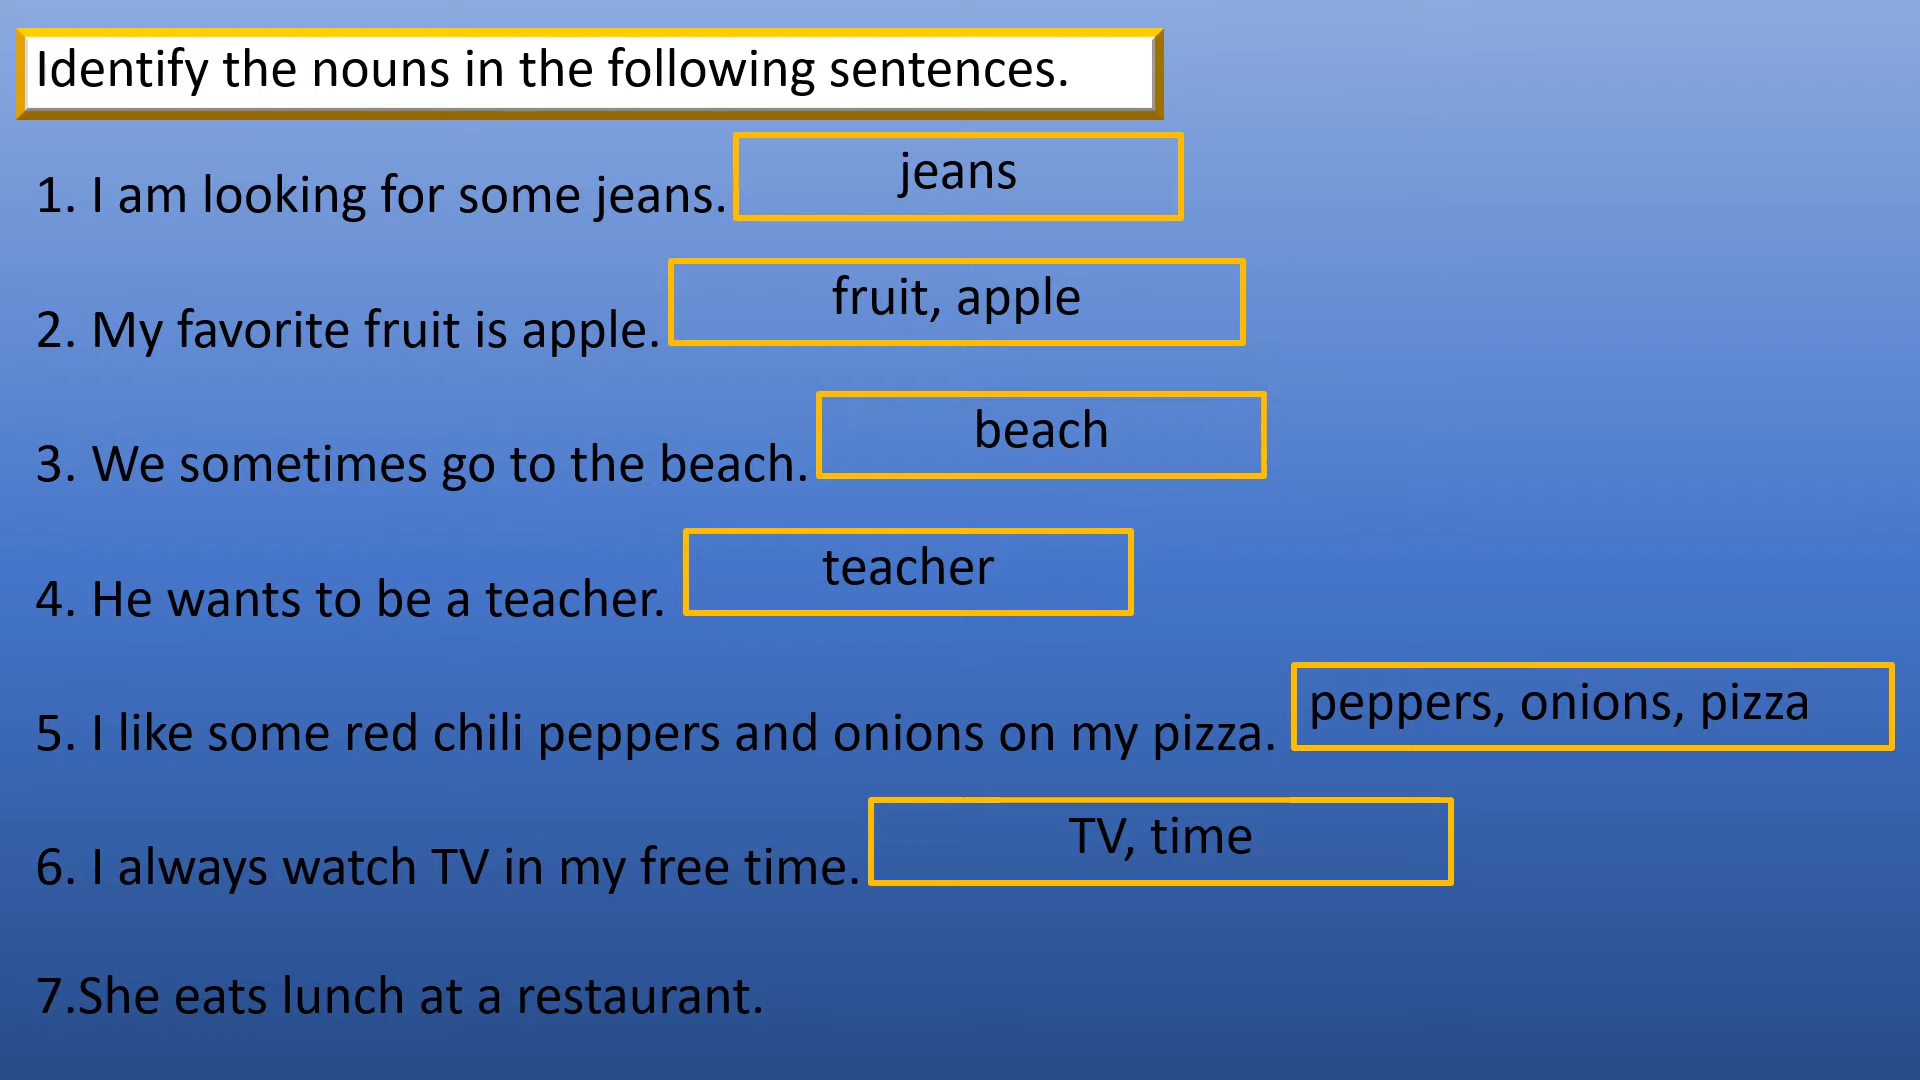 Identify the nouns in the following sentences.
1. I am looking for some jeans. jeans
2. My favorite fruit is apple. fruit, apple
3. We sometimes go to the beach. beach
4. He wants to be a teacher. teacher
5. I like some red chili peppers and onions on my pizza. peppers, onions, pizza
6. I always watch TV in my free time. TV, time
7.She eats lunch at a restaurant.